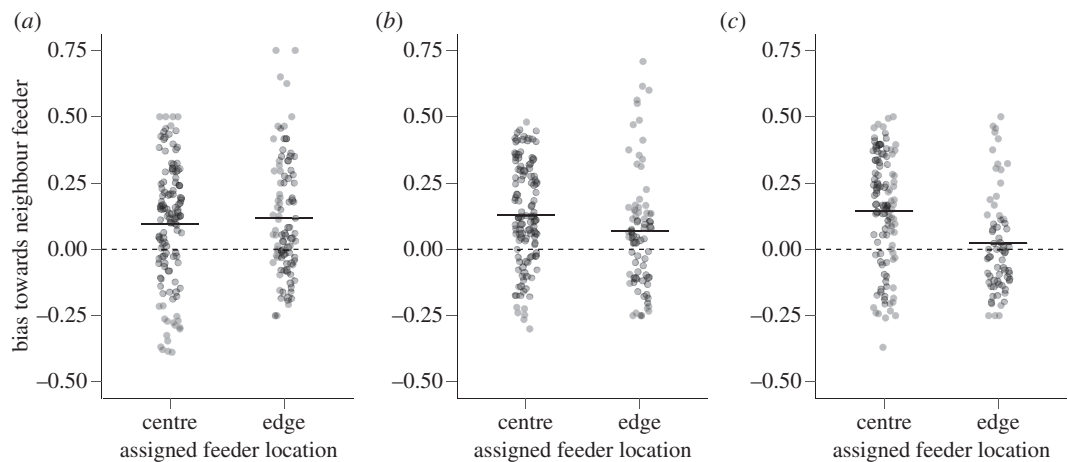 (a) (b) (c)
bias towards neighbour feeder
0.75 0.75 0.75
0.50 0.50 0.50
0.25 0.25 0.25
0.00 0.00 0.00
–0.25 –0.25 –0.25
–0.50 –0.50 –0.50
centre edge centre edge centre edge
assigned feeder location assigned feeder location assigned feeder location